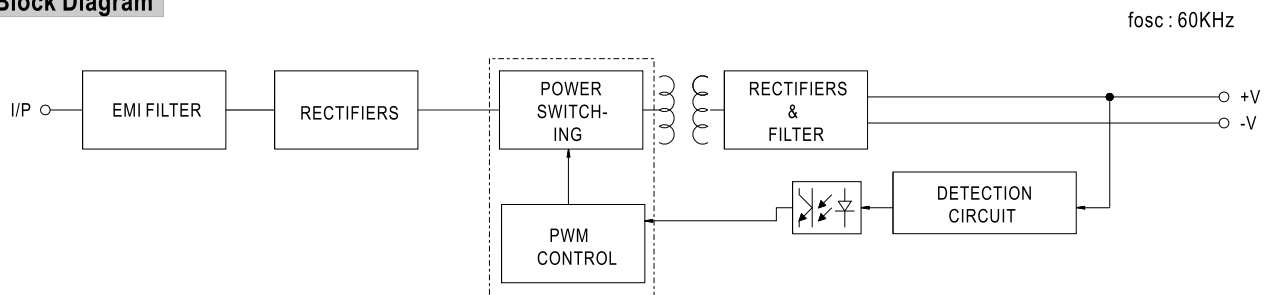 Block Diagram
fosc : 60KHz
I/P
EMI FILTER
RECTIFIERS
POWER
SWITCH-
ING
RECTIFIERS
&
FILTER
+V
-V
DETECTION
CIRCUIT
PWM
CONTROL